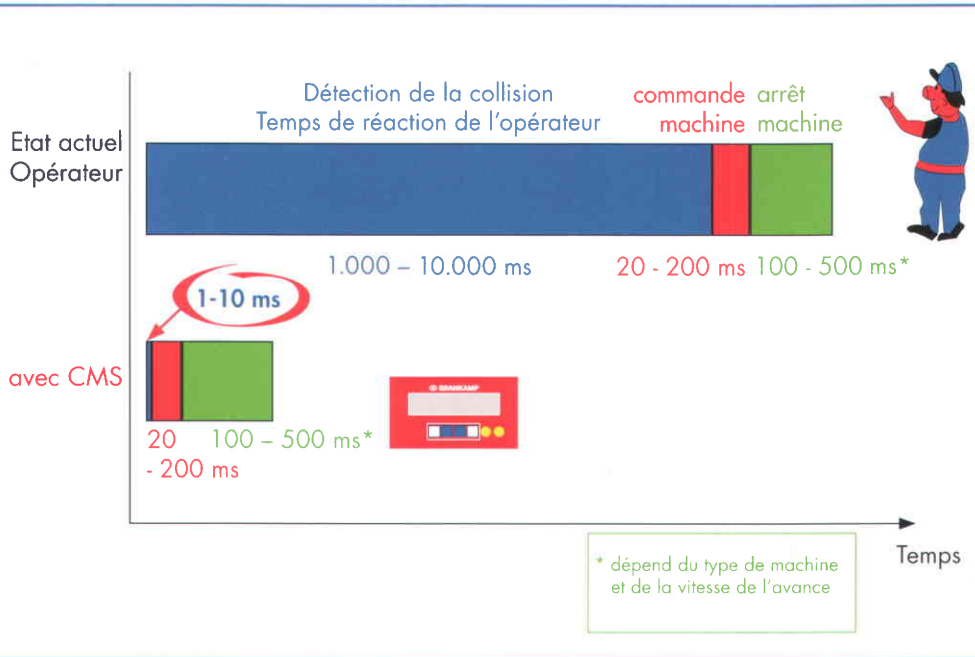 Détection de la collision
Temps de réaction de l'opérateur
commande arrêt
machine machine
Etat actuel
Opérateur
1.000 – 10.000 ms
20 - 200 ms 100 - 500 ms*
1-10 ms
avec CMS
® BRANKAMP
20 100 – 500 ms*
- 200 ms
Temps
* dépend du type de machine
et de la vitesse de l'avance